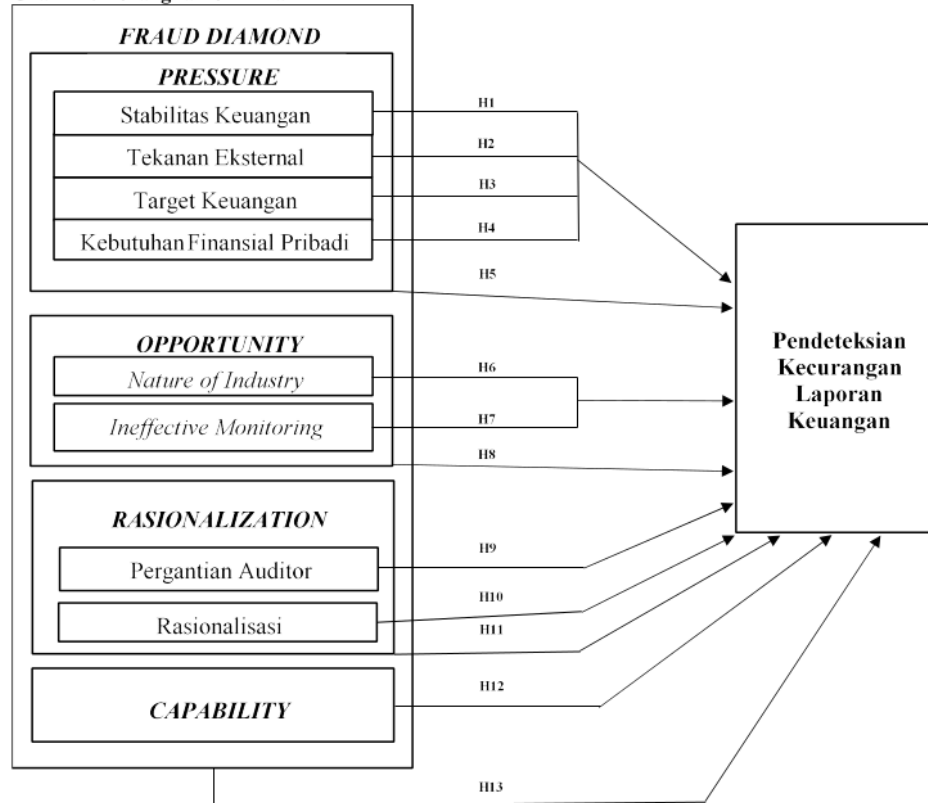 FRAUD DIAMOND
PRESSURE
Stabilitas Keuangan
Tekanan Eksternal
Target Keuangan
Kebutuhan Finansial Pribadi
H1
H2
H3
H4
H5
OPPORTUNITY
Nature of Industry
Ineffective Monitoring
H6
H7
H8
RASIONALIZATION
Pergantian Auditor
Rasionalisasi
H9
H10
H11
CAPABILITY
H12
H13
Pendeteksian
Kecurangan
Laporan
Keuangan